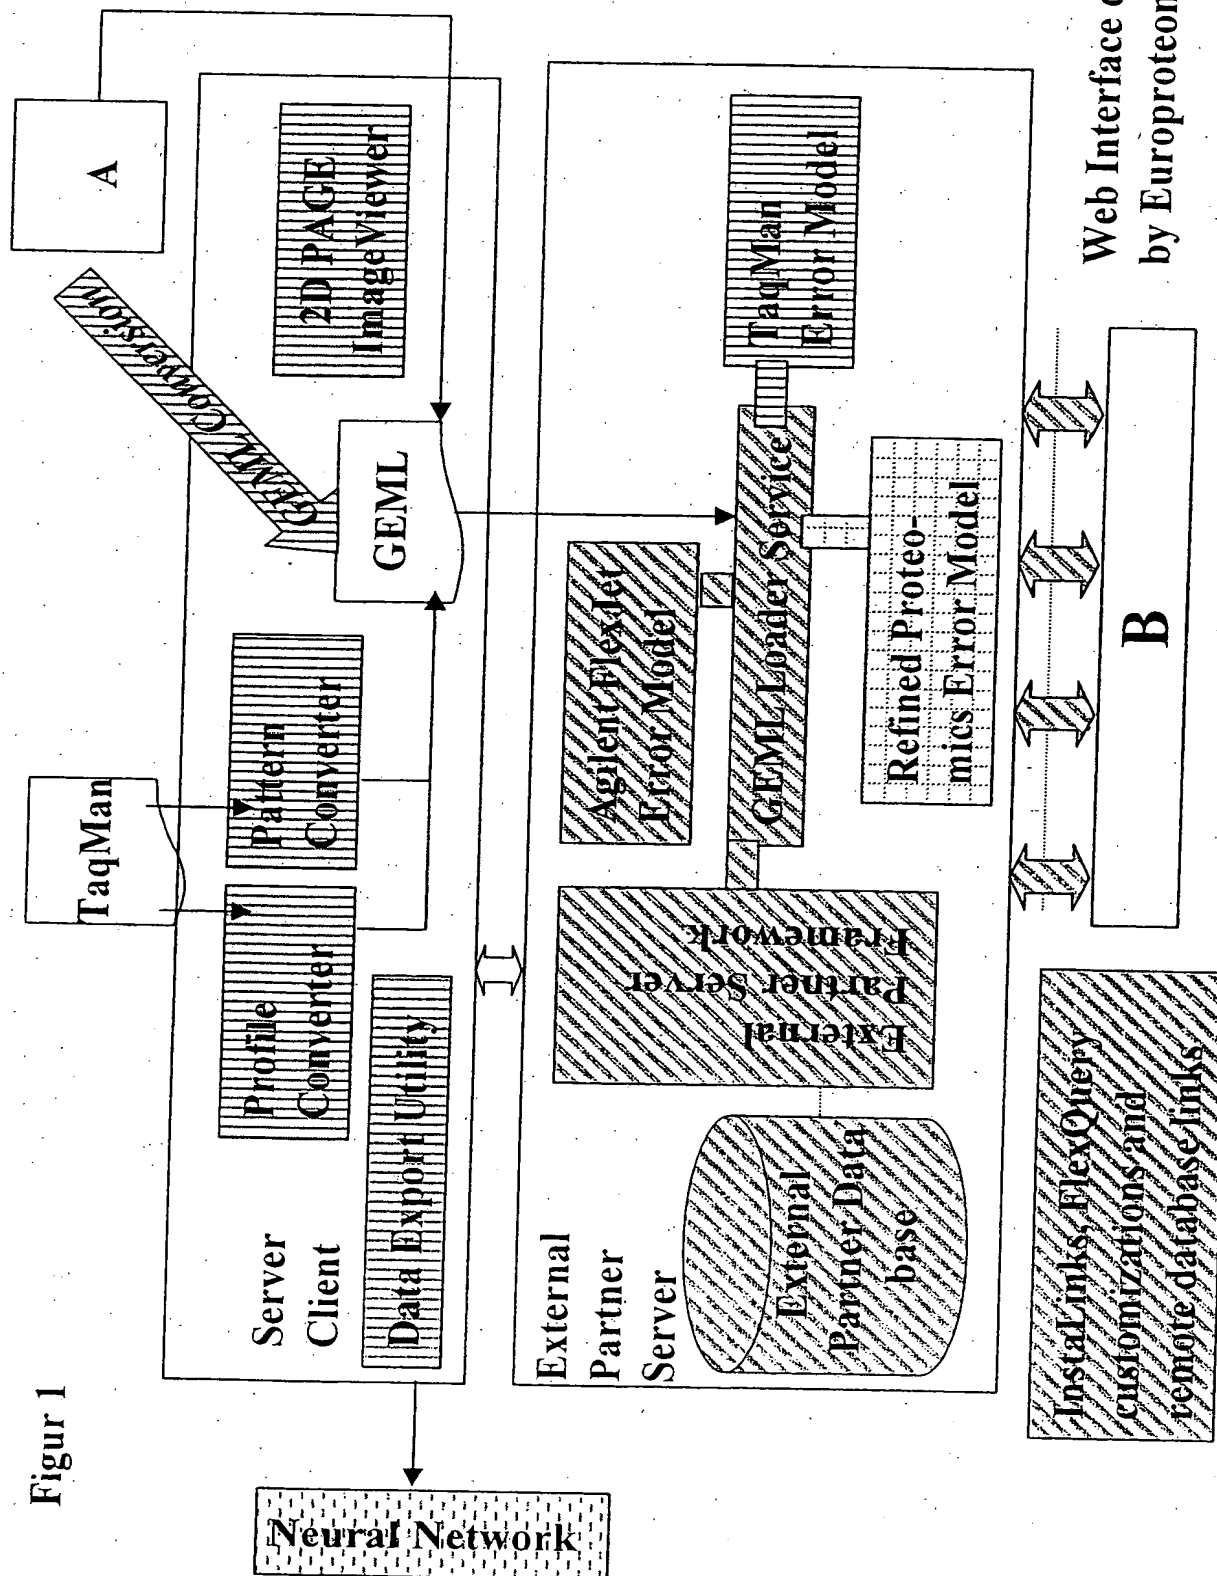 Figur 1
A
TaqMan
GEML Conversion
Server
Client
Profile
Converter
Pattern
Converter
GEML
2D PAGE
Image Viewer
Data Export Utility
Neural Network
External
Partner
Server
External
Partner Data
base
External
Partner Server
Framework
Agilent Flexlet
Error Model
GEML Loader Service
TaqMan
Error Model
Refined Proteo-
mics Error Model
InstaLinks, FlexQuery
customizations and
remote database links
B
Web Interface
by Europroteon